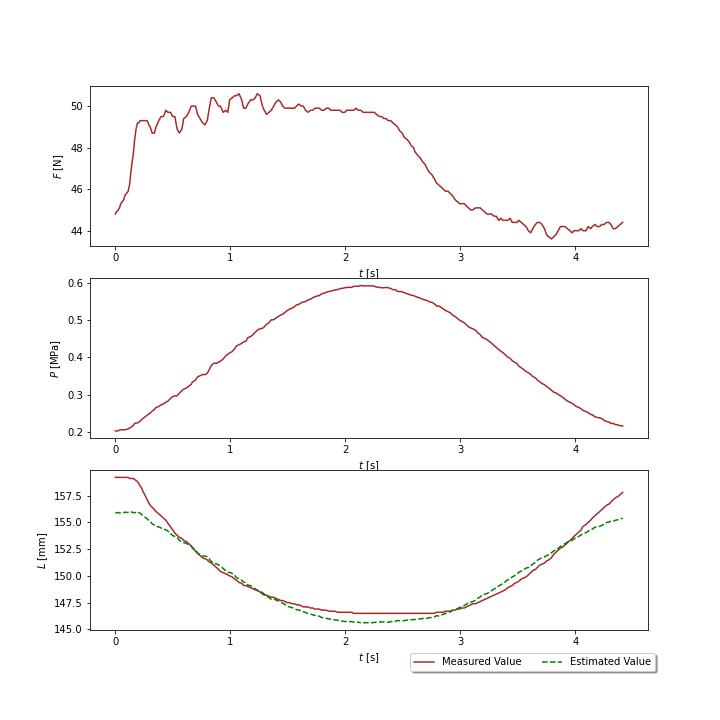 F [N]
50
48
46
44
0 1 2 3 4
t [s]
P [MPa]
0.6
0.5
0.4
0.3
0.2
0 1 2 3 4
t [s]
L [mm]
157.5
155.0
152.5
150.0
147.5
145.0
0 1 2 3 4
t [s]
Measured Value Estimated Value